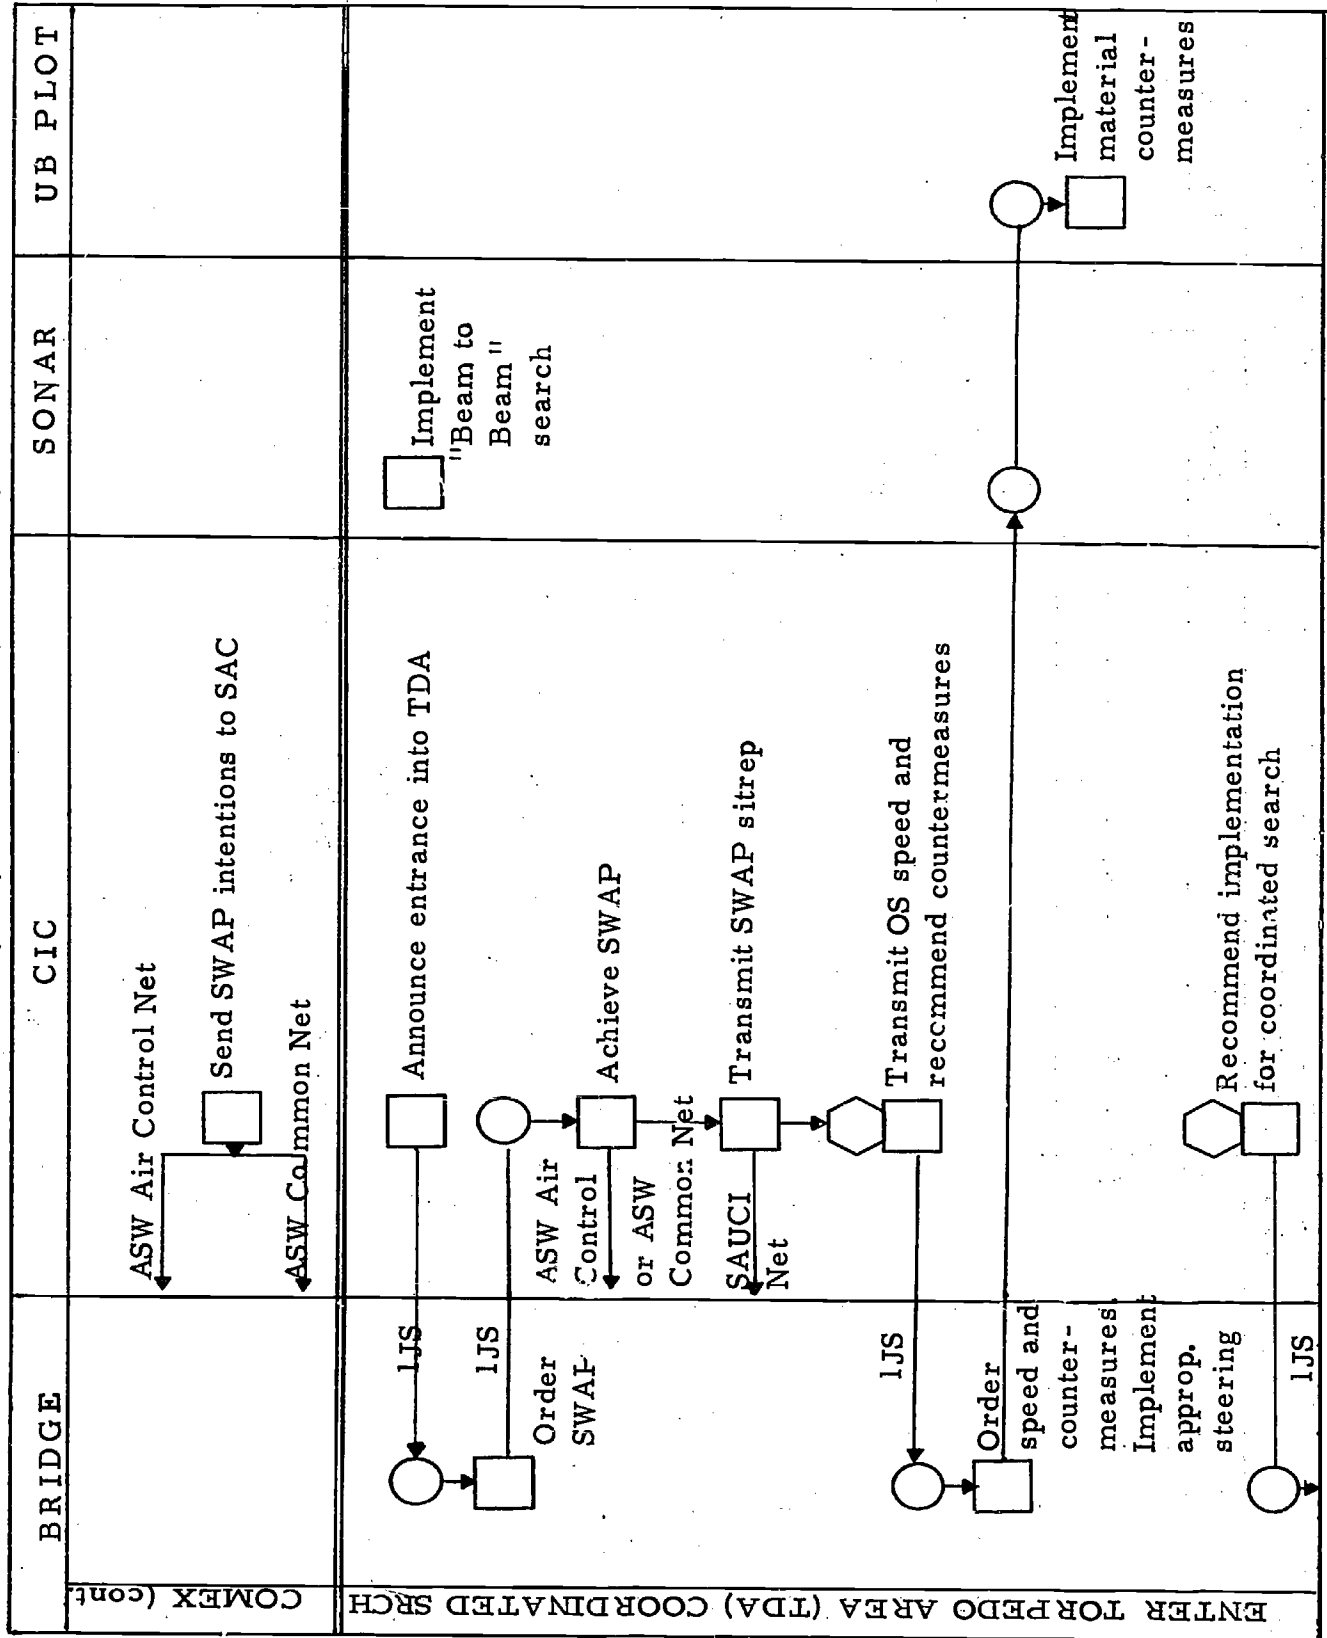 BRIDGE
CIC
SONAR
UB PLOT
COMEX (cont.
ASW Air Control Net
Send SWAP intentions to SAC
ASW Common Net
ENTER TORPEDO AREA (TDA) COORDINATED SRCH
1JS
Announce entrance into TDA
Implement
"Beam to
Beam"
search
1JS
Order
SWAP
ASW Air
Control
or ASW
Common Net
Achieve SWAP
SAUCI
Net
Transmit SWAP sitrep
1JS
Transmit OS speed and
reccmmend countermeasures
Order
speed and
counter-
measures.
Implement
approp.
steering
Implement
material
counter-
measures
Recommend implementation
for coordinated search
1JS